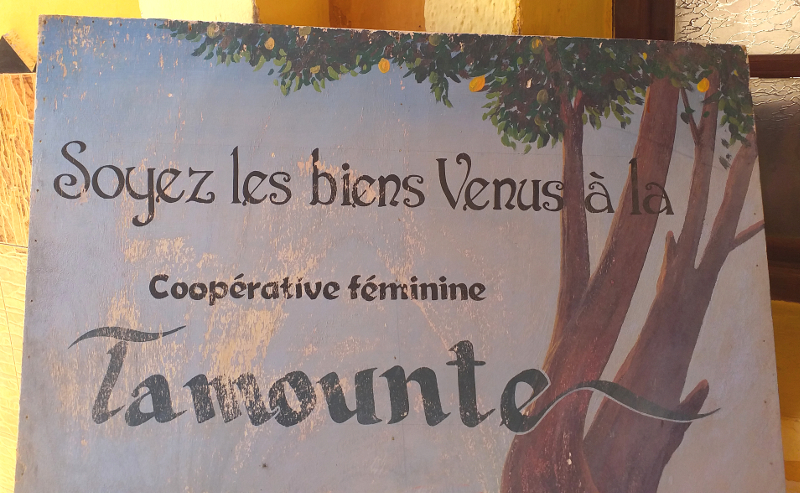 Soyez les biens Venus à la
Coopérative féminine
Tamounte